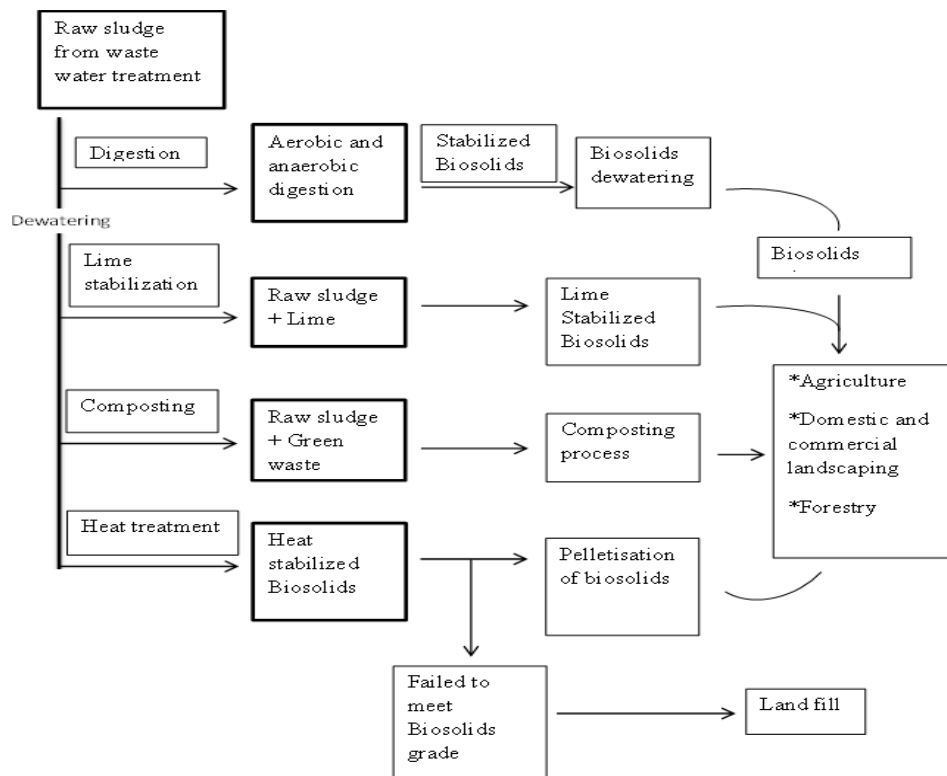 Raw sludge
from waste
water treatment
Digestion
Aerobic and
anaerobic
digestion
Stabilized
Biosolids
Biosolids
dewatering
Dewatering
Biosolids
Lime
stabilization
Raw sludge
+ Lime
Lime
Stabilized
Biosolids
*Agriculture
*Domestic and
commercial
landscaping
*Forestry
Composting
Raw sludge
+ Green
waste
Composting
process
Heat treatment
Heat
stabilized
Biosolids
Pelletisation
of biosolids
Failed to
meet
Biosolids
grade
Land fill